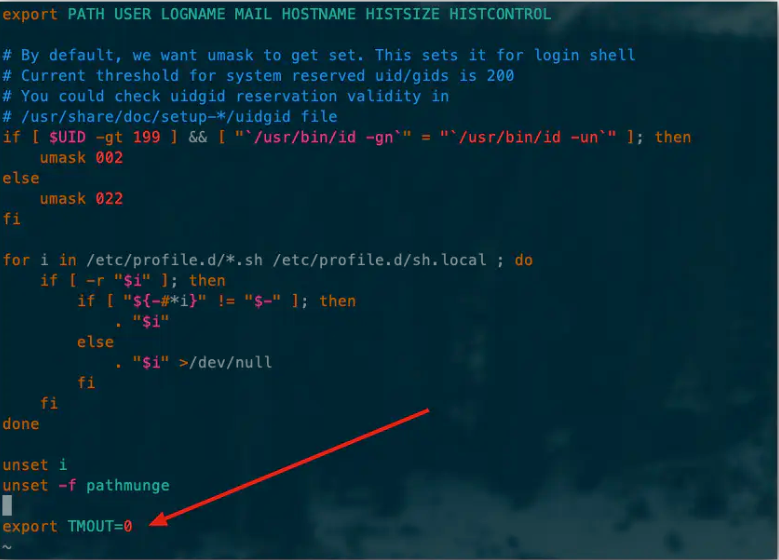 export PATH USER LOGNAME MAIL HOSTNAME HISTSIZE HISTCONTROL
# By default, we want umask to get set. This sets it for login shell
# Current threshold for system reserved uid/gids is 200
# You could check uidgid reservation validity in
# /usr/share/doc/setup-*/uidgid file
if [ $UID -gt 199 ] && [ "`/usr/bin/id -gn`" = "`/usr/bin/id -un`" ]; then
    umask 002
else
    umask 022
fi
for i in /etc/profile.d/*.sh /etc/profile.d/sh.local ; do
    if [ -r "$i" ]; then
        if [ "${-#*i}" != "$-" ]; then
            . "$i"
        else
            . "$i" >/dev/null
        fi
    fi
done
unset i
unset -f pathmunge
export TMOUT=0
~